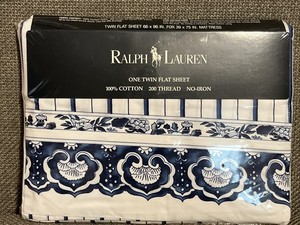 TWIN FLAT SHEET 66 x 96 IN. FOR 39 x 75 IN. MATTRESS
RALPH LAUREN
ONE TWIN FLAT SHEET
100% COTTON 200 THREAD NO-IRON